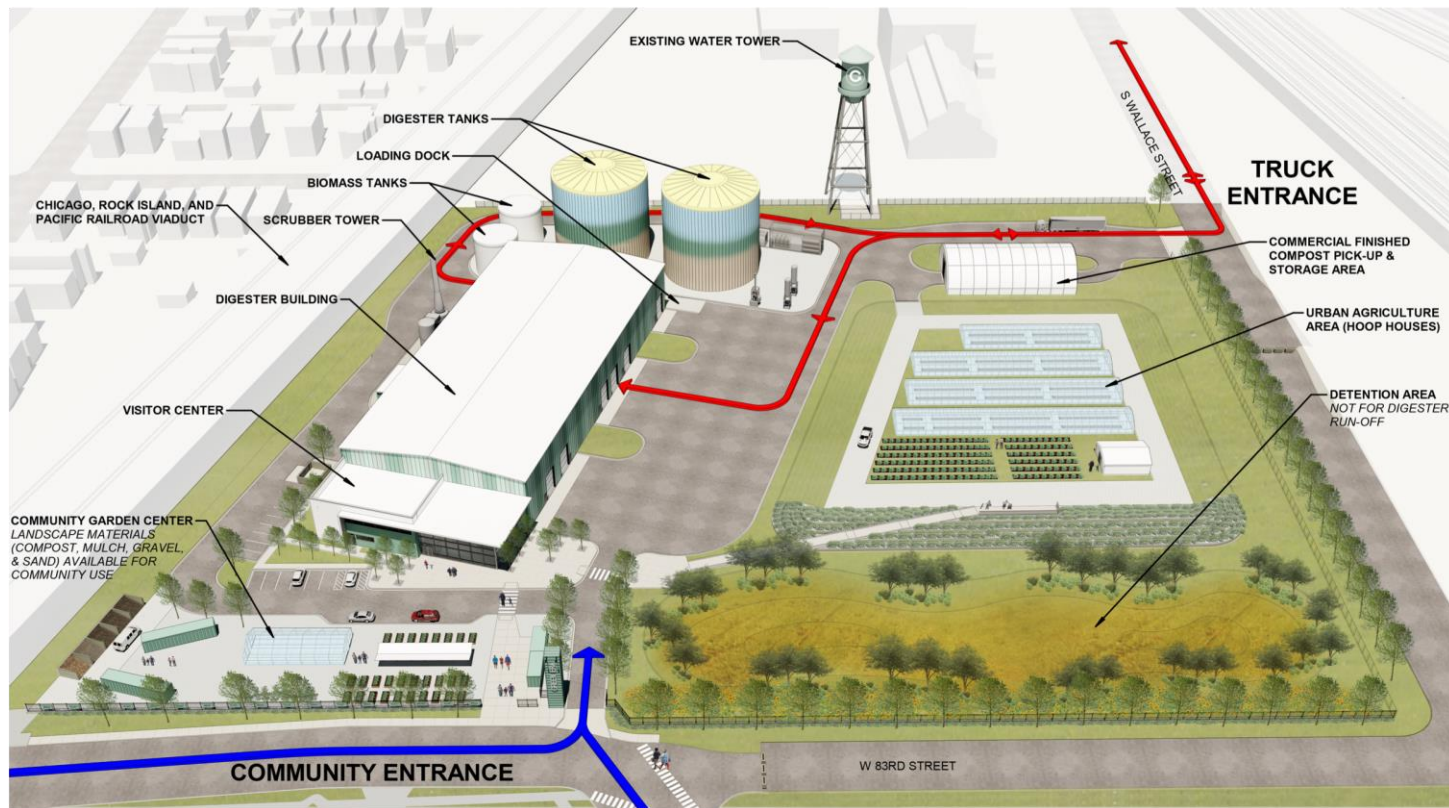 EXISTING WATER TOWER
DIGESTER TANKS
LOADING DOCK
BIOMASS TANKS
CHICAGO, ROCK ISLAND, AND
PACIFIC RAILROAD VIADUCT
SCRUBBER TOWER
DIGESTER BUILDING
VISITOR CENTER
COMMUNITY GARDEN CENTER
LANDSCAPE MATERIALS
(COMPOST, MULCH, GRAVEL,
& SAND) AVAILABLE FOR
COMMUNITY USE
G
S WALLACE STREET
TRUCK
ENTRANCE
COMMERCIAL FINISHED
COMPOST PICK-UP &
STORAGE AREA
URBAN AGRICULTURE
AREA (HOOP HOUSES)
DETENTION AREA
NOT FOR DIGESTER
RUN-OFF
COMMUNITY ENTRANCE
W 83RD STREET